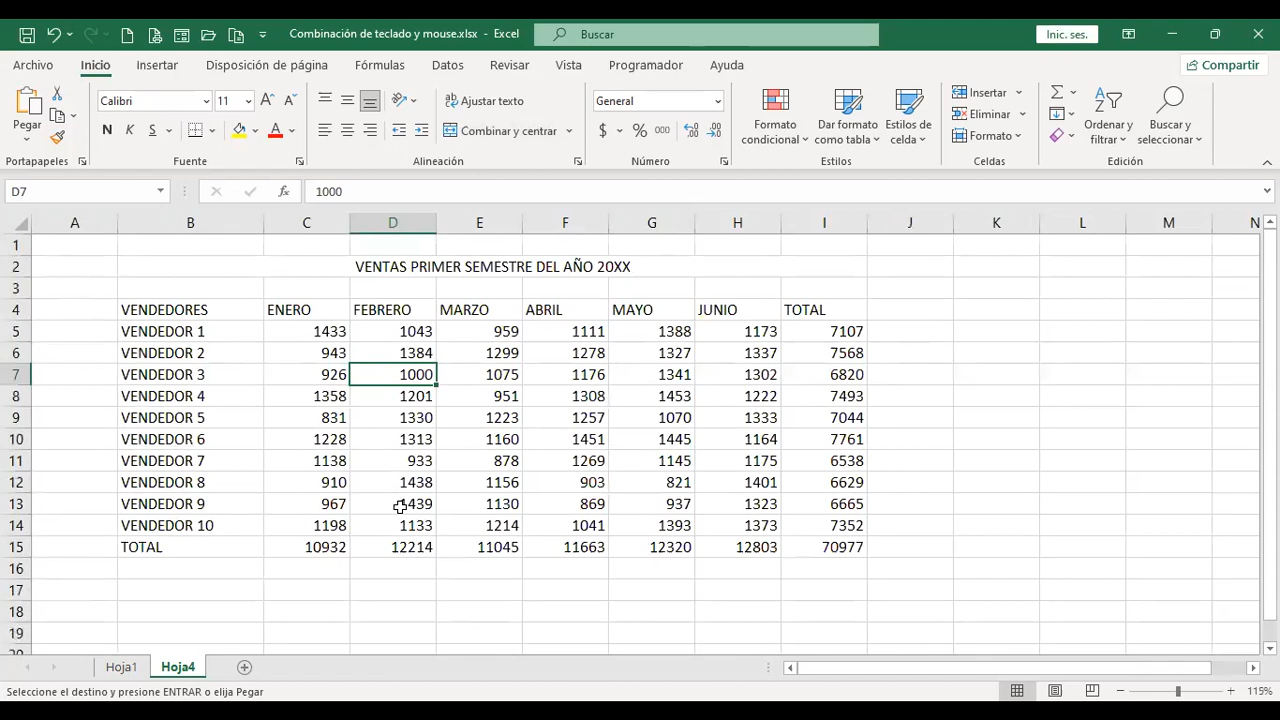 Combinación de teclado y mouse.xlsx - Excel
Buscar
Inic. ses.
Archivo Inicio Insertar Disposición de página Fórmulas Datos Revisar Vista Programador Ayuda
Compartir
Pegar
Calibri 11
N K S
Ajustar texto
Combinar y centrar
General
$ % 000
Formato condicional
Dar formato como tabla
Estilos de celda
Insertar
Eliminar
Formato
Ordenar y filtrar
Buscar y seleccionar
Portapapeles Fuente Alineación Número Estilos Celdas Edición
D7 fx 1000
A B C D E F G H I J K L M N
1
2 VENTAS PRIMER SEMESTRE DEL AÑO 20XX
3
4 VENDEDORES ENERO FEBRERO MARZO ABRIL MAYO JUNIO TOTAL
5 VENDEDOR 1 1433 1043 959 1111 1388 1173 7107
6 VENDEDOR 2 943 1384 1299 1278 1327 1337 7568
7 VENDEDOR 3 926 1000 1075 1176 1341 1302 6820
8 VENDEDOR 4 1358 1201 951 1308 1453 1222 7493
9 VENDEDOR 5 831 1330 1223 1257 1070 1333 7044
10 VENDEDOR 6 1228 1313 1160 1451 1445 1164 7761
11 VENDEDOR 7 1138 933 878 1269 1145 1175 6538
12 VENDEDOR 8 910 1438 1156 903 821 1401 6629
13 VENDEDOR 9 967 1439 1130 869 937 1323 6665
14 VENDEDOR 10 1198 1133 1214 1041 1393 1373 7352
15 TOTAL 10932 12214 11045 11663 12320 12803 70977
16
17
18
19
Hoja1 Hoja4
Seleccione el destino y presione ENTRAR o elija Pegar
115%